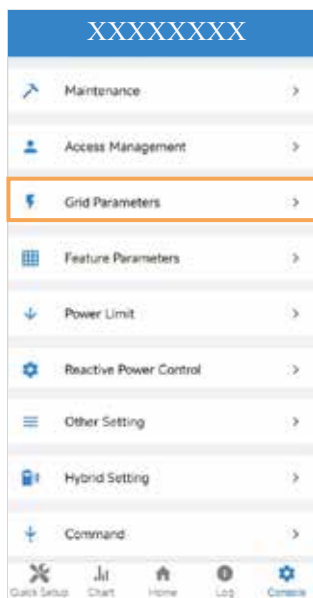 XXXXXXXX
Maintenance
Access Management
Grid Parameters
Feature Parameters
Power Limit
Reactive Power Control
Other Setting
Hybrid Setting
Command
Quick Setup Chart Home Log Console